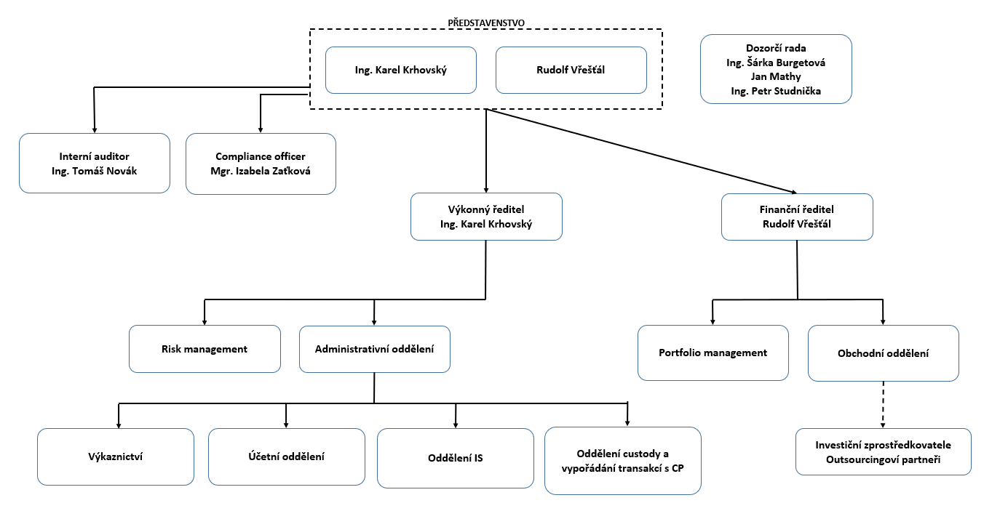 PŘEDSTAVENSTVO
Ing. Karel Krhovský
Rudolf Vřešťál
Dozorčí rada
Ing. Šárka Burgetová
Jan Mathy
Ing. Petr Studnička
Interní auditor
Ing. Tomáš Novák
Compliance officer
Mgr. Izabela Zaťková
Výkonný ředitel
Ing. Karel Krhovský
Finanční ředitel
Rudolf Vřešťál
Risk management
Administrativní oddělení
Portfolio management
Obchodní oddělení
Výkaznictví
Účetní oddělení
Oddělení IS
Oddělení custody a
vypořádání transakcí s CP
Investiční zprostředkovatele
Outsourcingoví partneři